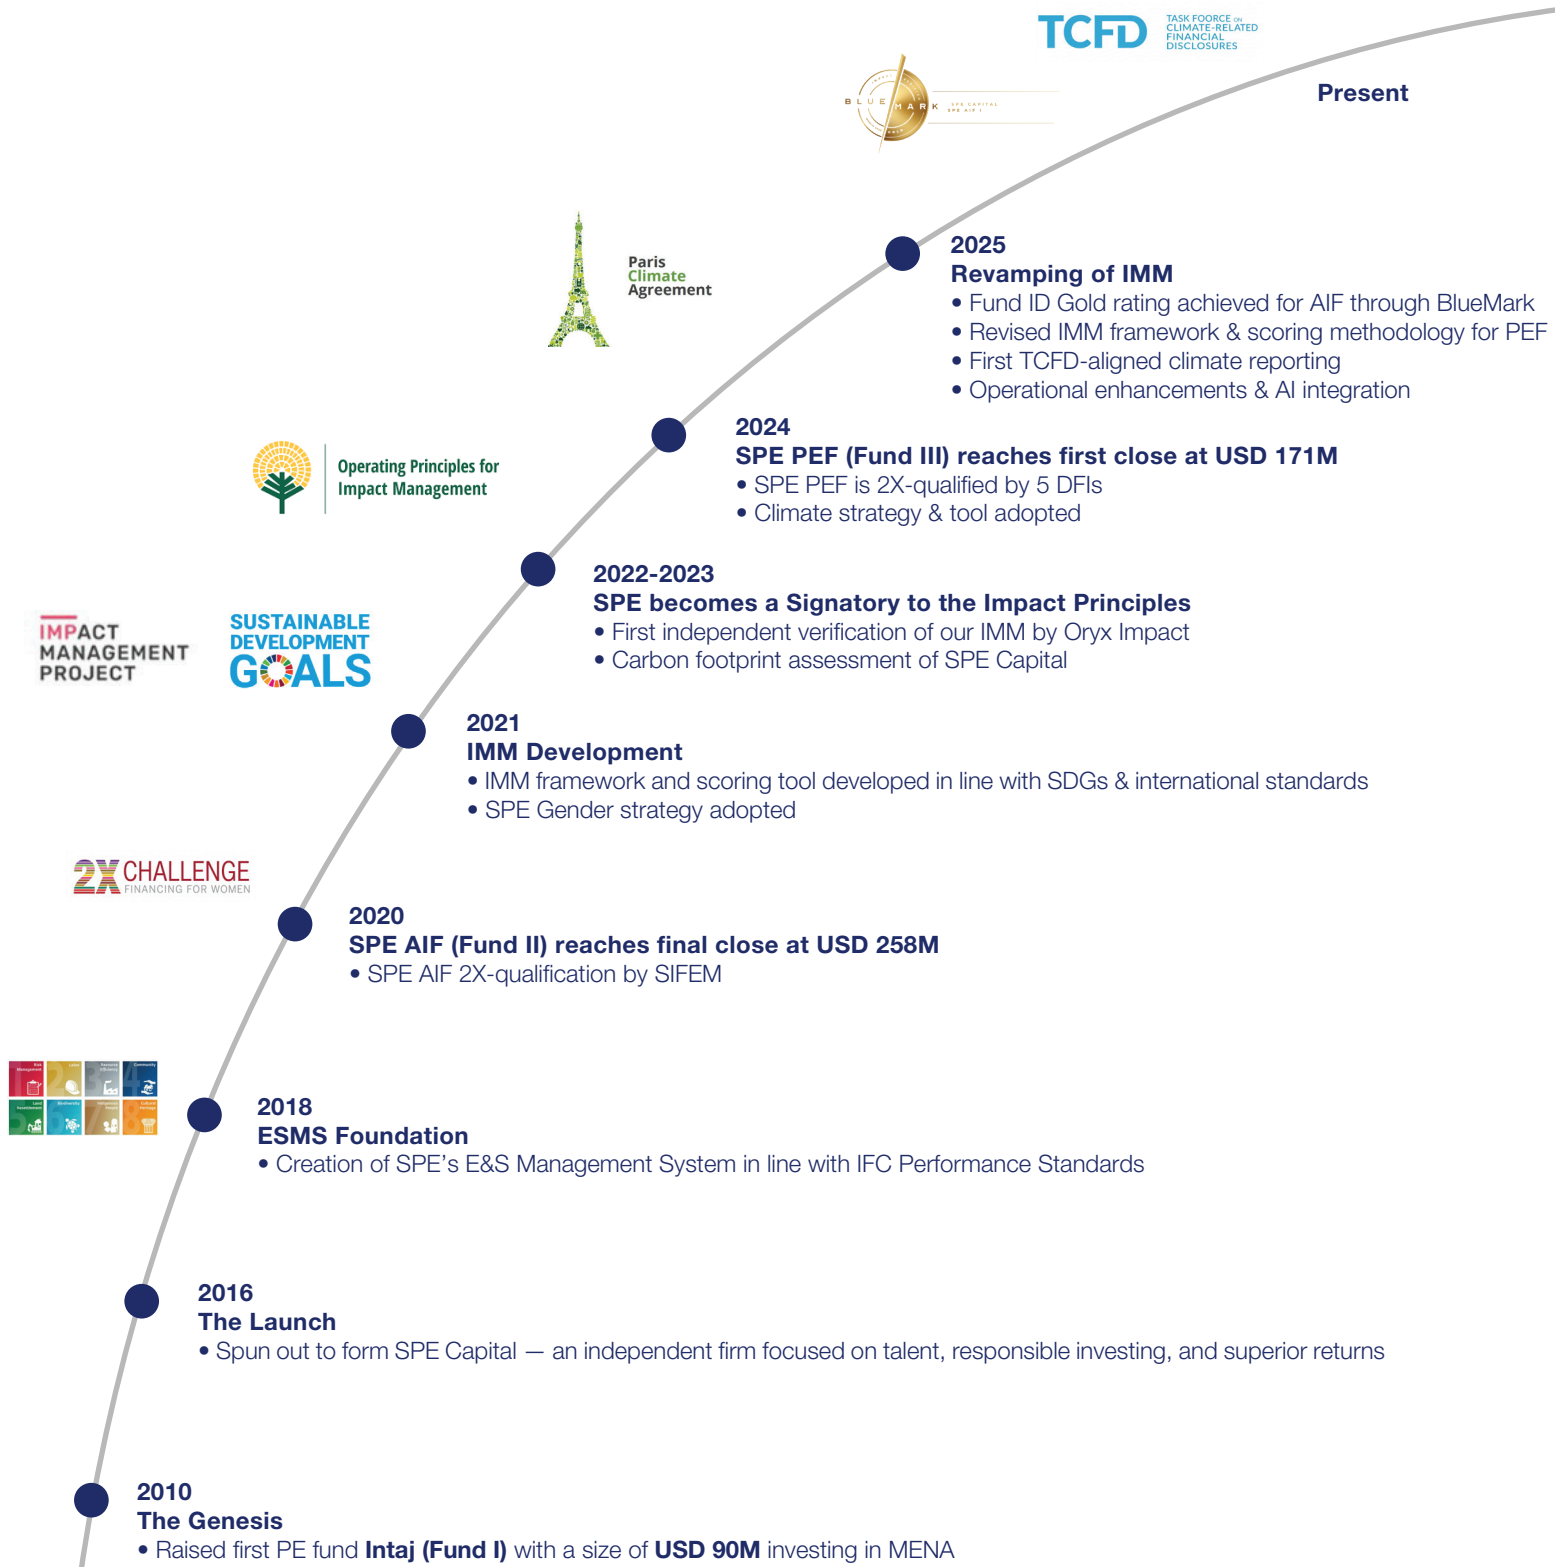 TCFD
TASK FOORCE ON
CLIMATE-RELATED
FINANCIAL
DISCLOSURES
BLUE MARK
SPE CAPITAL
SPE AIF I
Present
Paris
Climate
Agreement
2025
Revamping of IMM
• Fund ID Gold rating achieved for AIF through BlueMark
• Revised IMM framework & scoring methodology for PEF
• First TCFD-aligned climate reporting
• Operational enhancements & AI integration
2024
SPE PEF (Fund III) reaches first close at USD 171M
• SPE PEF is 2X-qualified by 5 DFIs
• Climate strategy & tool adopted
Operating Principles for
Impact Management
2022-2023
SPE becomes a Signatory to the Impact Principles
• First independent verification of our IMM by Oryx Impact
• Carbon footprint assessment of SPE Capital
IMPACT
MANAGEMENT
PROJECT
SUSTAINABLE
DEVELOPMENT
GOALS
2021
IMM Development
• IMM framework and scoring tool developed in line with SDGs & international standards
• SPE Gender strategy adopted
2X CHALLENGE
FINANCING FOR WOMEN
2020
SPE AIF (Fund II) reaches final close at USD 258M
• SPE AIF 2X-qualification by SIFEM
2018
ESMS Foundation
• Creation of SPE’s E&S Management System in line with IFC Performance Standards
2016
The Launch
• Spun out to form SPE Capital — an independent firm focused on talent, responsible investing, and superior returns
2010
The Genesis
• Raised first PE fund Intaj (Fund I) with a size of USD 90M investing in MENA